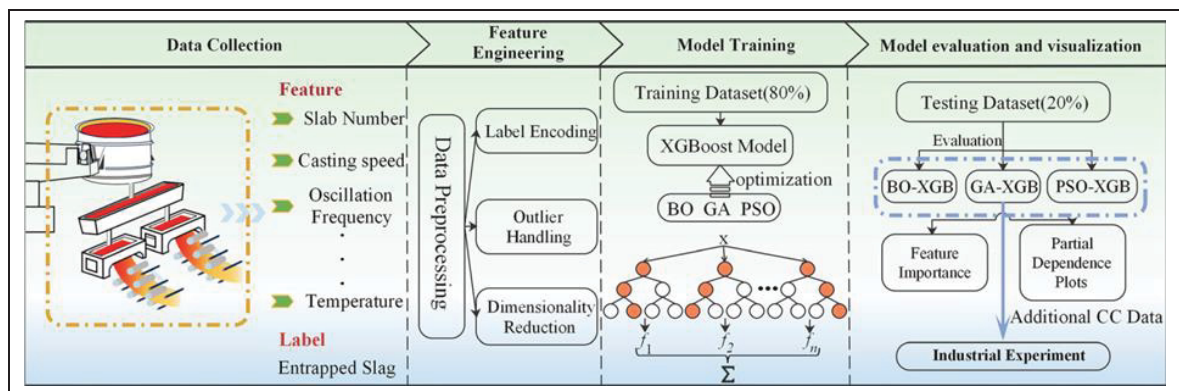 Data Collection
Feature
Engineering
Model Training
Model evaluation and visualization
Feature
Slab Number
Casting speed
Oscillation
Frequency
.
.
.
Temperature
Label
Entrapped Slag
Data Preprocessing
Label Encoding
Outlier
Handling
Dimensionality
Reduction
Training Dataset(80%)
XGBoost Model
optimization
BO GA PSO
x
•••
f1 f2 fn
Σ
Testing Dataset(20%)
Evaluation
BO-XGB GA-XGB PSO-XGB
Feature
Importance
Partial
Dependence
Plots
Additional CC Data
Industrial Experiment